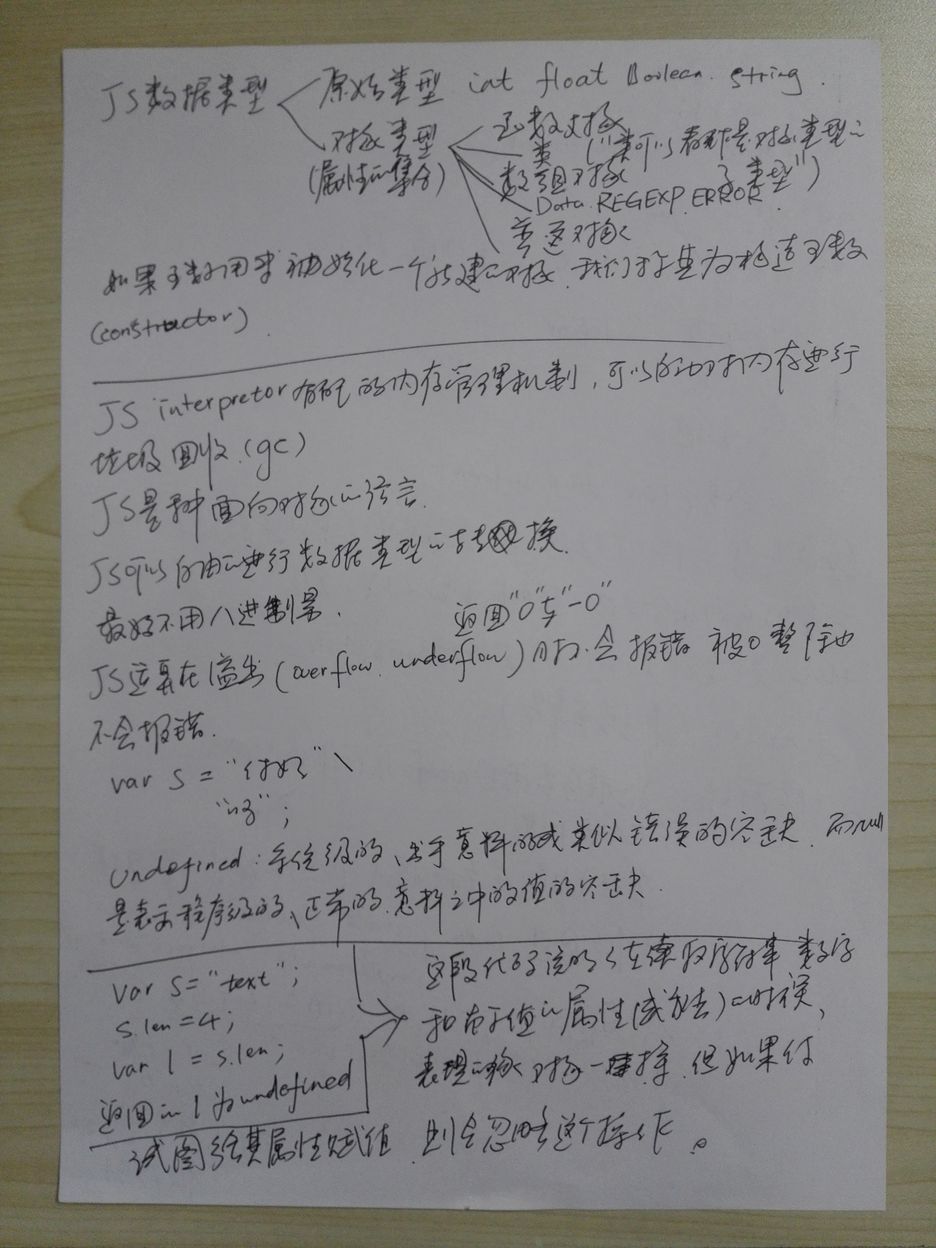 JS数据类型 原始类型 int float Boolean. string.
对象类型 函数对象
(属性的集合) 类 ("类可以看作是对象类型的
数组对象 子类型")
Data. REGEXP. ERROR.
普通对象
如果函数用来初始化一个新建的对象,我们称其为构造函数
(constructor)
JS interpretor 有自己的内存管理机制,可以自动对内存进行
垃圾回收.(gc)
JS是种面向对象的语言.
JS可以自由的进行数据类型的转换.
最好不用八进制量. 返回"0"与"-0"
JS运算在溢出(overflow. underflow)时不会报错 被0整除也
不会报错.
var s = "你好" \
"吗";
undefined: 系统级的、出乎意料的或类似错误的空缺. 而null
是表示程序级的、正常的.意料之中的值的空缺.
var s="text";
s.len=4;
var l = s.len;
返回的l为undefined
这段代码说明了在读取字符串 数字
和布尔值的属性(或方法)的时候,
表现的像对象一样. 但如果你
试图给其属性赋值 则会忽略这个操作。